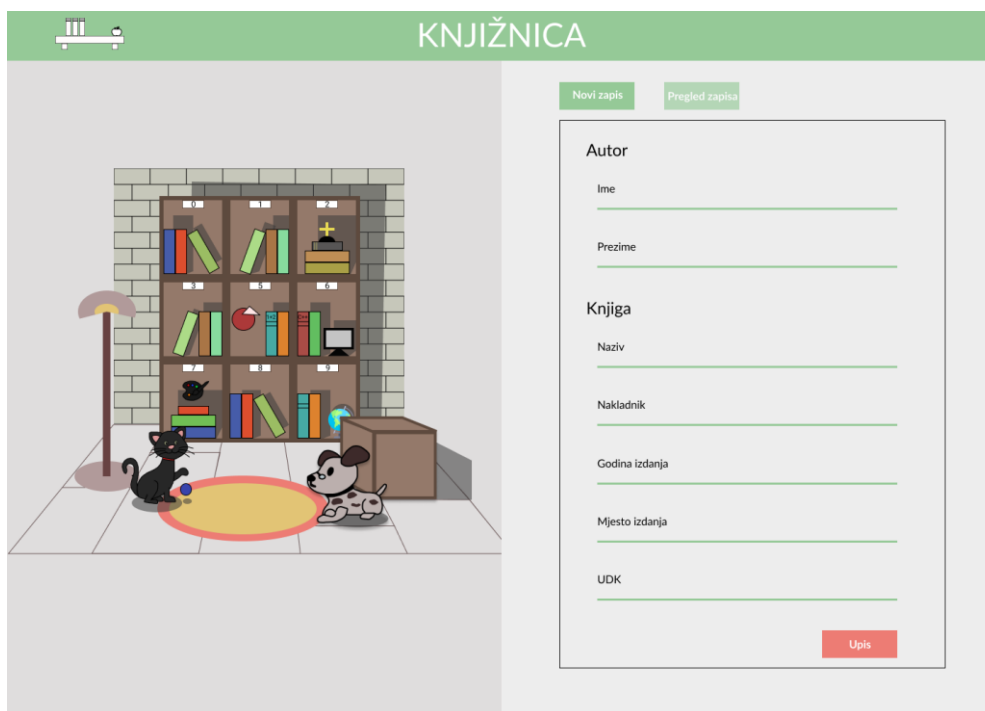 KNJIŽNICA
0
1
2
3
5
6
7
8
9
Novi zapis
Pregled zapisa
Autor
Ime
Prezime
Knjiga
Naziv
Nakladnik
Godina izdanja
Mjesto izdanja
UDK
Upis